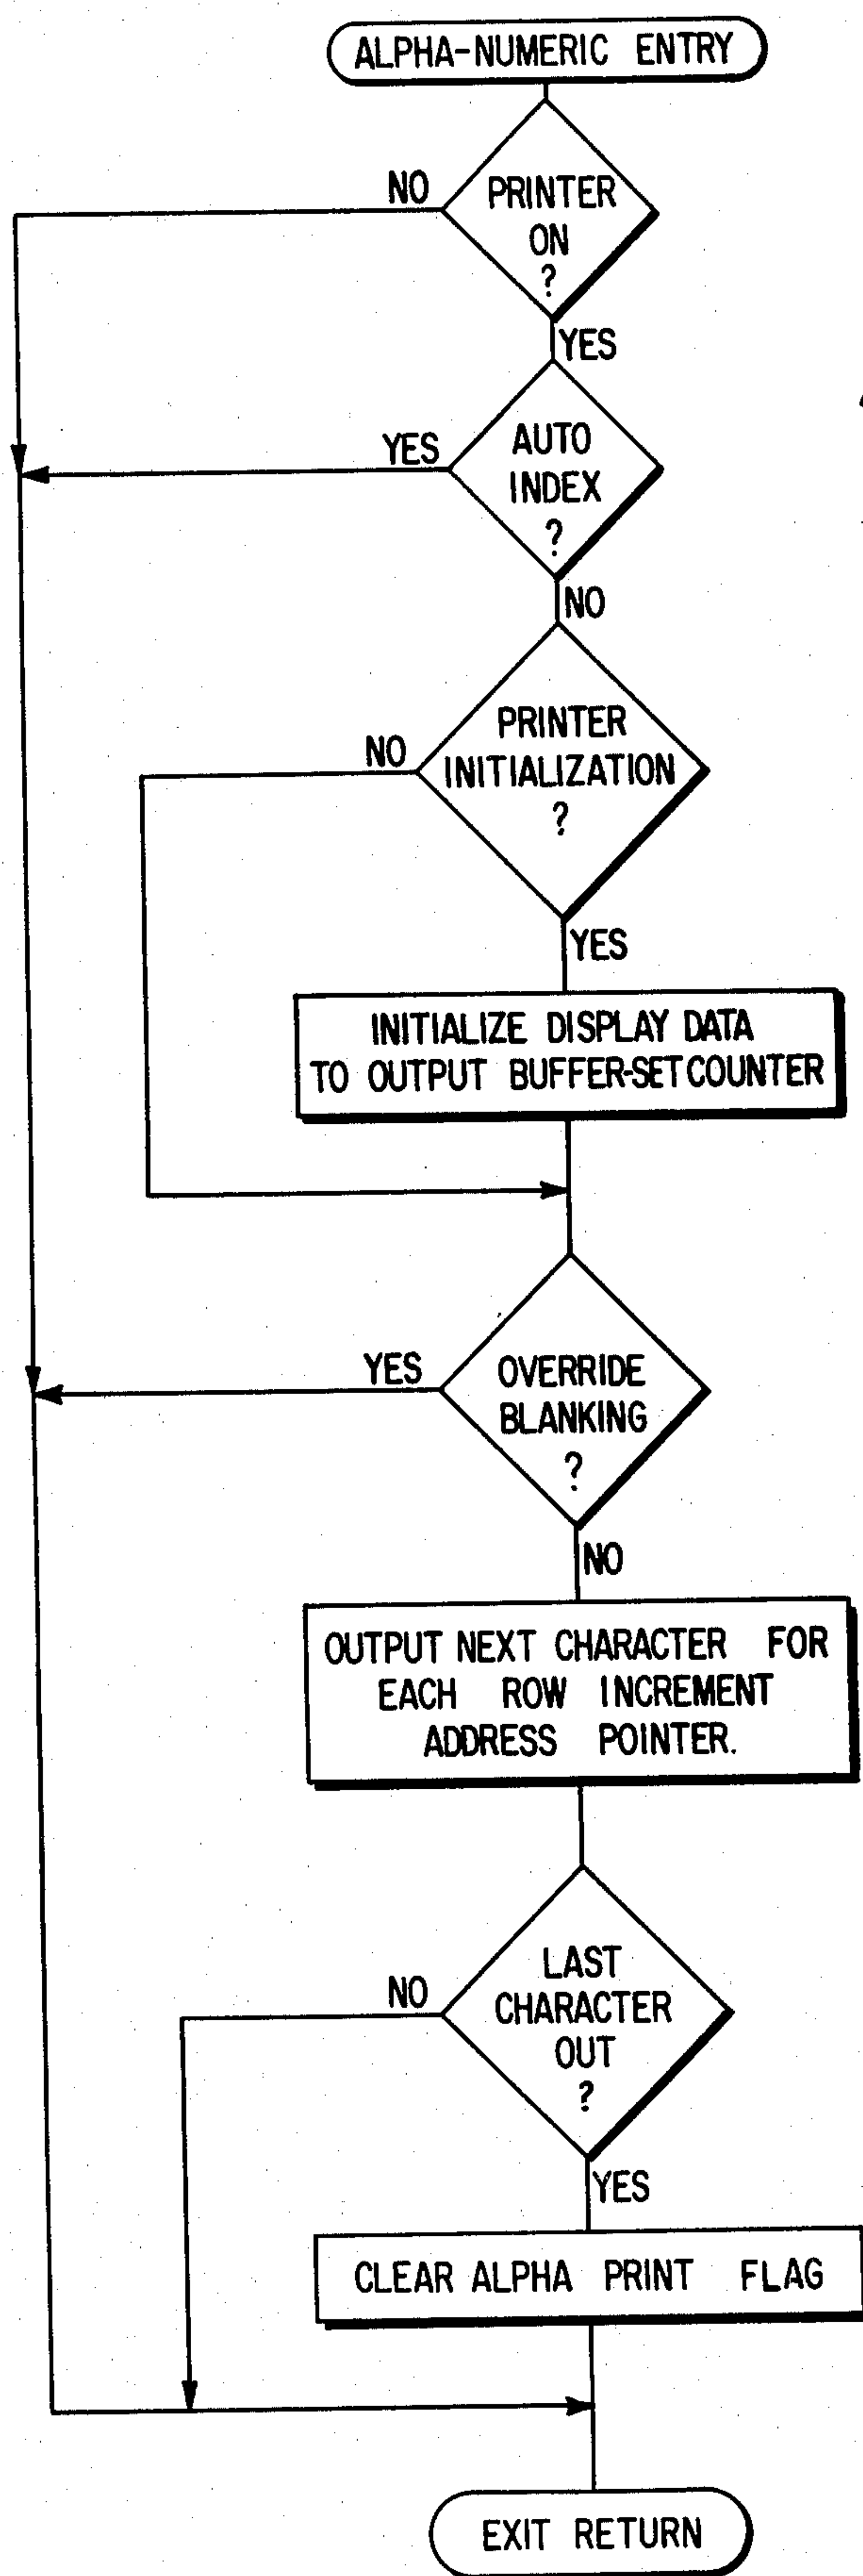 ALPHA-NUMERIC ENTRY
PRINTER
ON
?
NO
YES
AUTO
INDEX
?
YES
NO
PRINTER
INITIALIZATION
?
NO
YES
INITIALIZE DISPLAY DATA
TO OUTPUT BUFFER-SET COUNTER
OVERRIDE
BLANKING
?
YES
NO
OUTPUT NEXT CHARACTER FOR
EACH ROW INCREMENT
ADDRESS POINTER.
LAST
CHARACTER
OUT
?
NO
YES
CLEAR ALPHA PRINT FLAG
EXIT RETURN